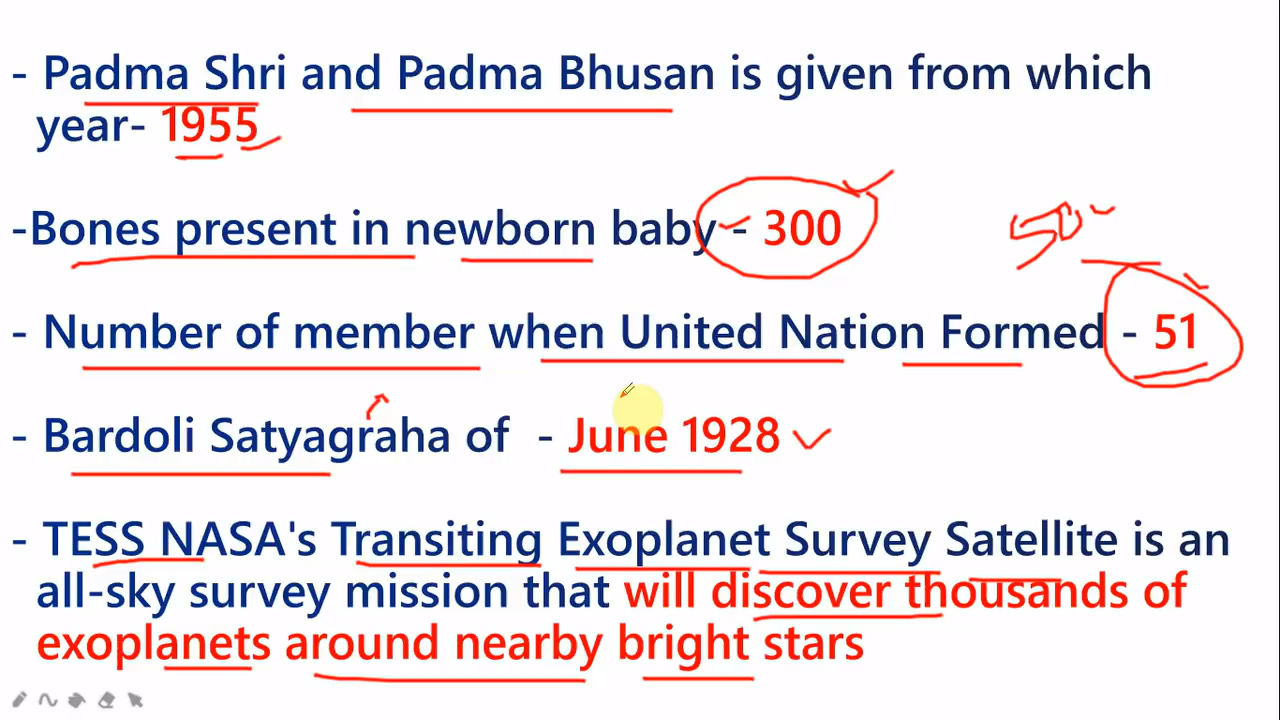 - Padma Shri and Padma Bhusan is given from which
year- 1955
-Bones present in newborn baby - 300
50
- Number of member when United Nation Formed - 51
- Bardoli Satyagraha of - June 1928
- TESS NASA's Transiting Exoplanet Survey Satellite is an
all-sky survey mission that will discover thousands of
exoplanets around nearby bright stars